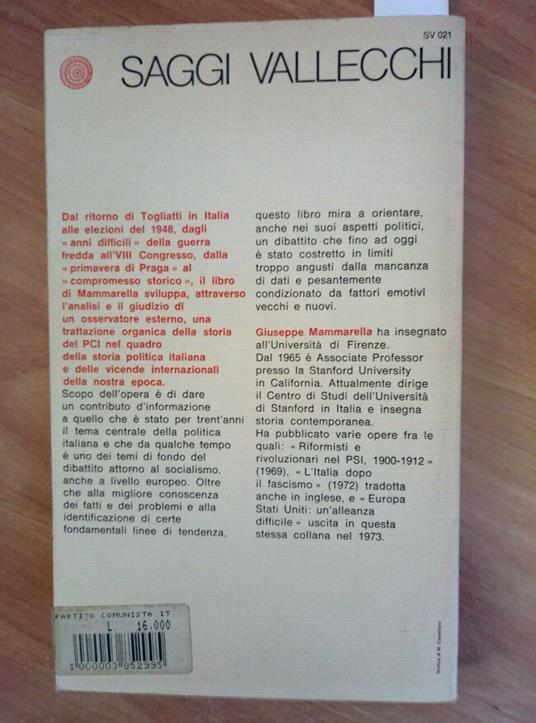 SV 021
SAGGI VALLECCHI
Dal ritorno di Togliatti in Italia
alle elezioni del 1948, dagli
« anni difficili » della guerra
fredda all'VIII Congresso, dalla
« primavera di Praga » al
« compromesso storico », il libro
di Mammarella sviluppa, attraverso
l'analisi e il giudizio di
un osservatore esterno, una
trattazione organica della storia
del PCI nel quadro
della storia politica italiana
e delle vicende internazionali
della nostra epoca.
Scopo dell'opera è di dare
un contributo d'informazione
a quello che è stato per trent'anni
il tema centrale della politica
italiana e che da qualche tempo
è uno dei temi di fondo del
dibattito attorno al socialismo,
anche a livello europeo. Oltre
che alla migliore conoscenza
dei fatti e dei problemi e alla
identificazione di certe
fondamentali linee di tendenza,
questo libro mira a orientare,
anche nei suoi aspetti politici,
un dibattito che fino ad oggi
è stato costretto in limiti
troppo angusti dalla mancanza
di dati e pesantemente
condizionato da fattori emotivi
vecchi e nuovi.
Giuseppe Mammarella ha insegnato
all'Università di Firenze.
Dal 1965 è Associate Professor
presso la Stanford University
in California. Attualmente dirige
il Centro di Studi dell'Università
di Stanford in Italia e insegna
storia contemporanea.
Ha pubblicato varie opere fra le
quali: « Riformisti e
rivoluzionari nel PSI, 1900-1912 »
(1969), « L'Italia dopo
il fascismo » (1972) tradotta
anche in inglese, e « Europa
Stati Uniti: un'alleanza
difficile » uscita in questa
stessa collana nel 1973.
PARTITO COMUNISTA IT
L. 16.000
1000003852995
Grafica di M. Castellano